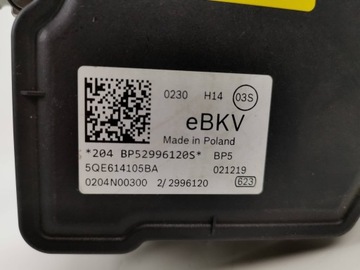 0230 H14 03S
eBKV
Made in Poland
*204 BP52996120S* BP5
5QE614105BA 021219
0204N00300 2/2996120 623